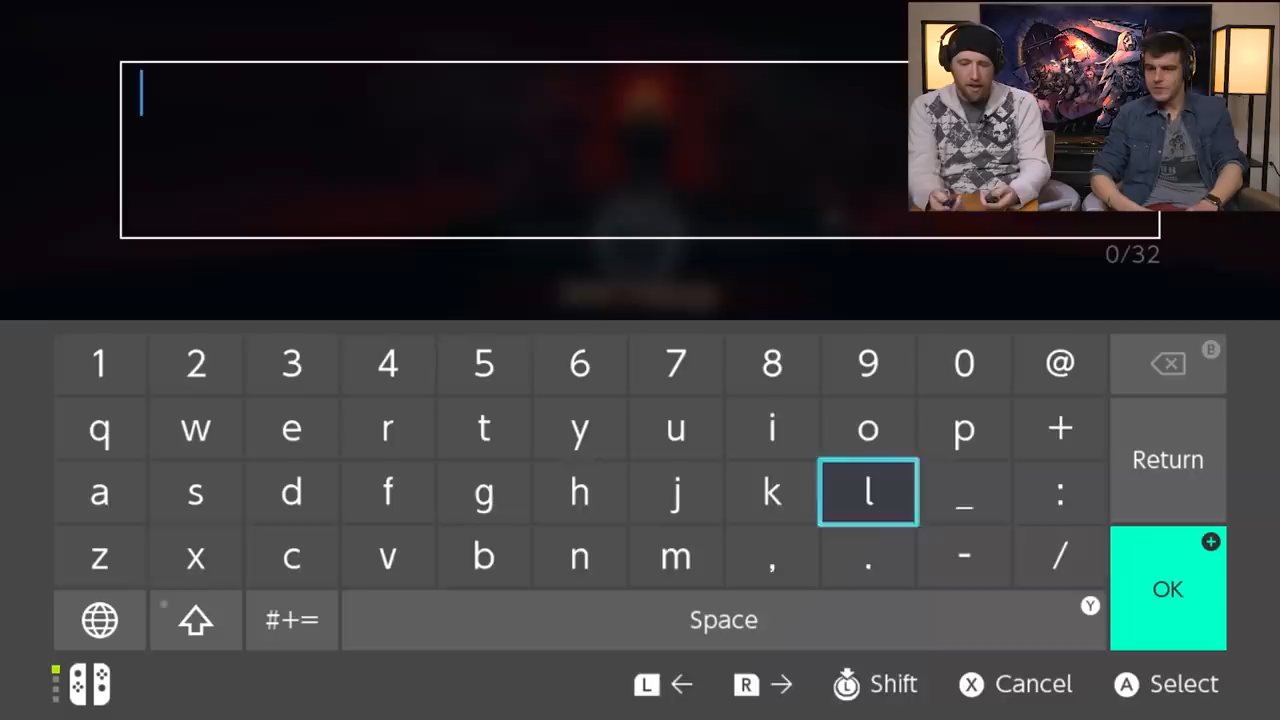 0/32
1 2 3 4 5 6 7 8 9 0 @ B
q w e r t y u i o p +
Return
a s d f g h j k l _ :
z x c v b n m , . - /
+
OK
#+=
Space
Y
L ← R → L Shift X Cancel A Select